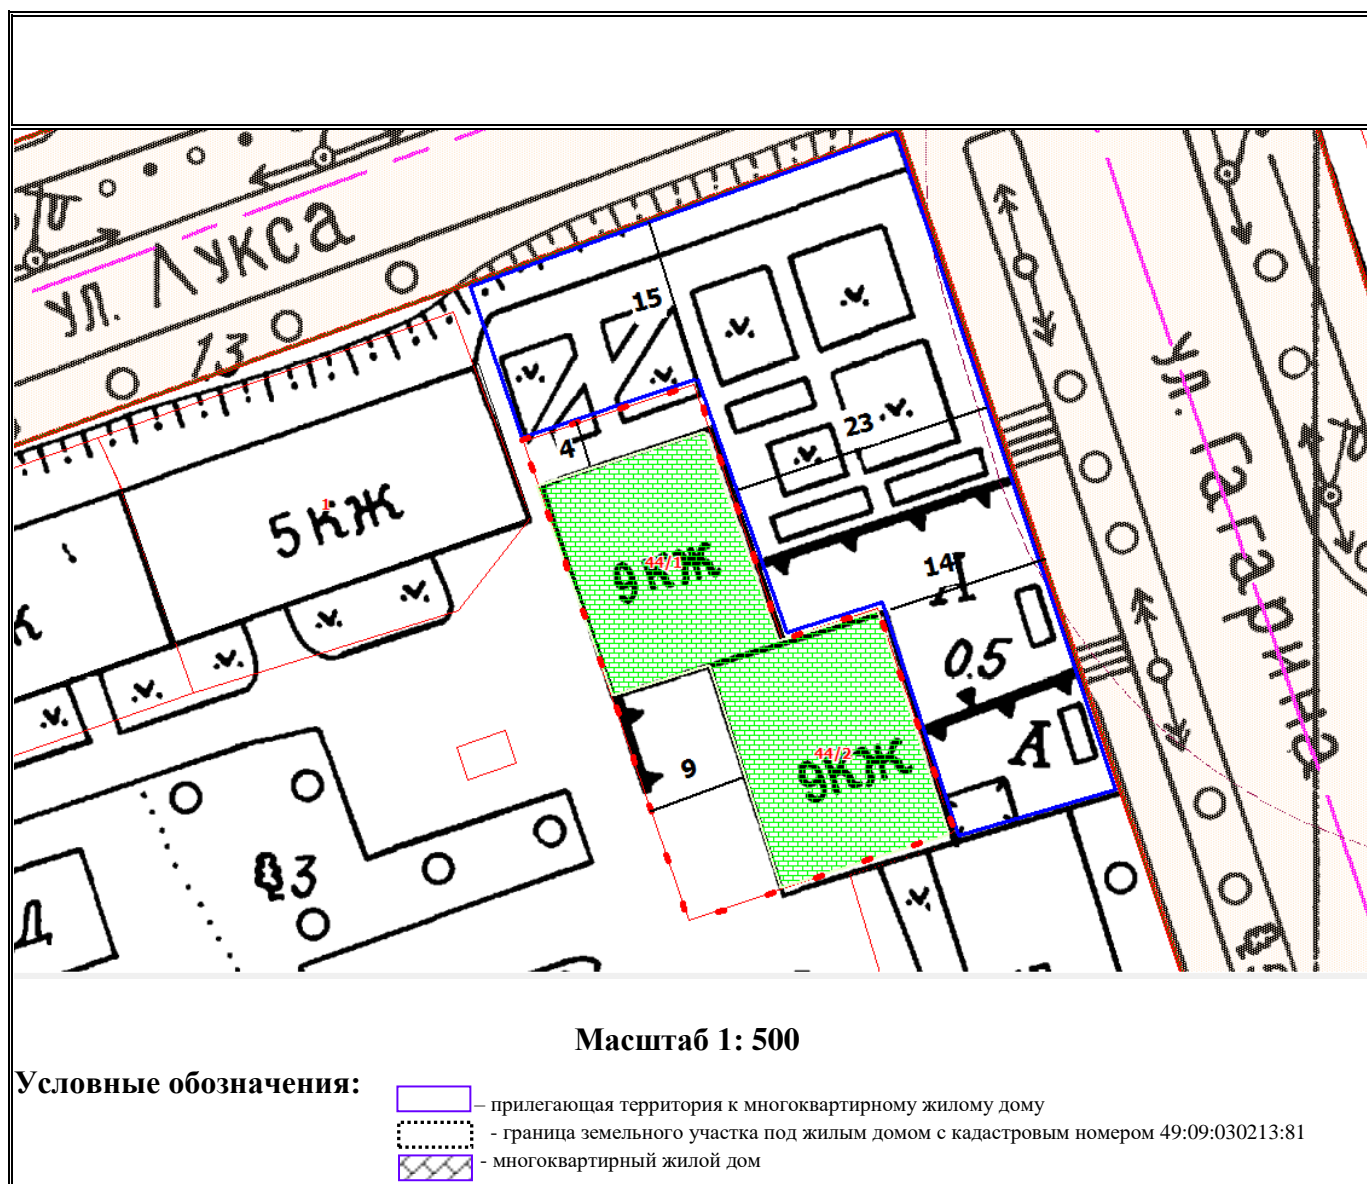 ул. Лукса
13
15
4
23
14
5кж
1
9кж
44/1
0.5
А
9
9кж
44/2
ул. Гагарина
3
Д
Масштаб 1: 500
Условные обозначения:
– прилегающая территория к многоквартирному жилому дому
- граница земельного участка под жилым домом с кадастровым номером 49:09:030213:81
- многоквартирный жилой дом